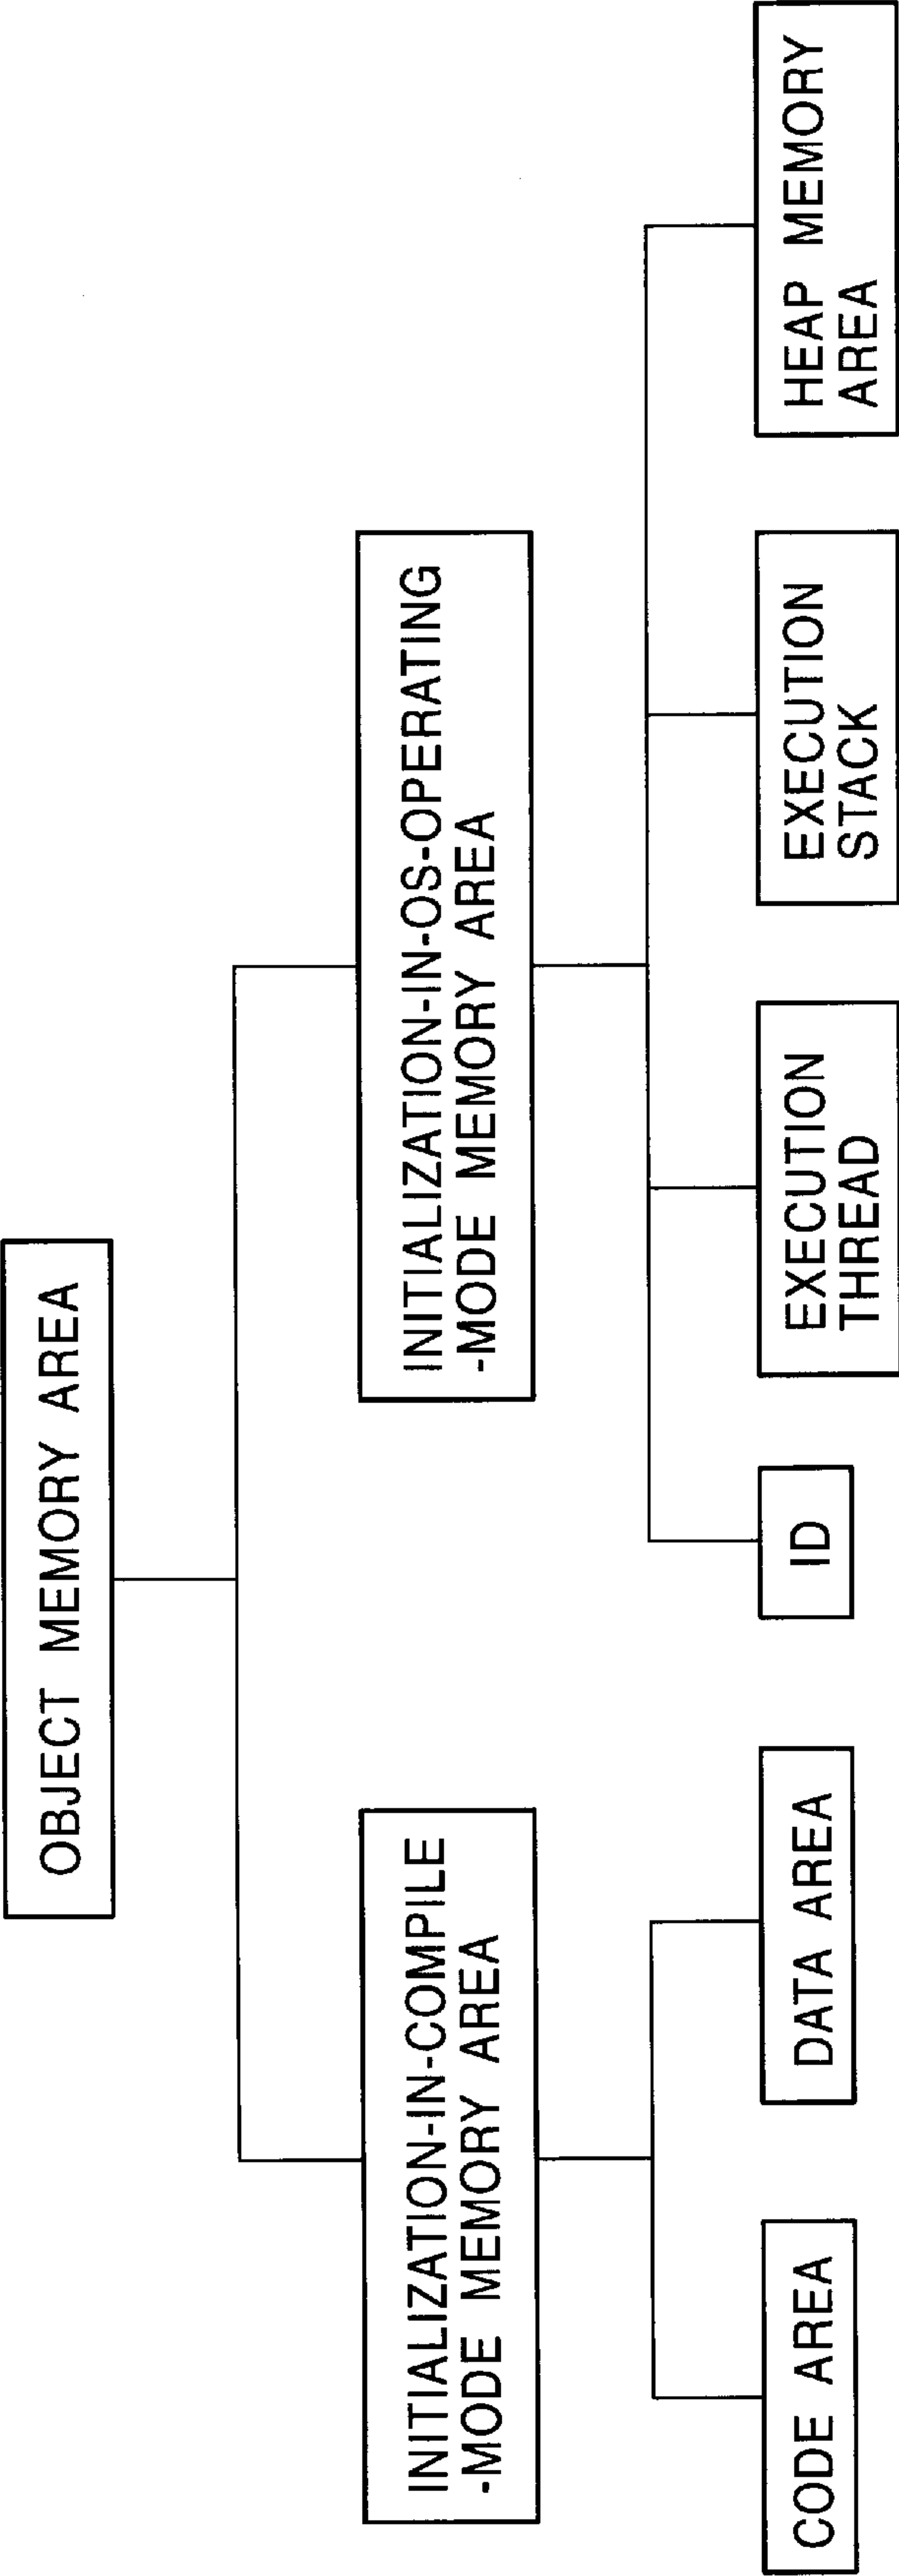 OBJECT MEMORY AREA
INITIALIZATION-IN-COMPILE
-MODE MEMORY AREA
INITIALIZATION-IN-OS-OPERATING
-MODE MEMORY AREA
CODE AREA
DATA AREA
ID
EXECUTION
THREAD
EXECUTION
STACK
HEAP MEMORY
AREA